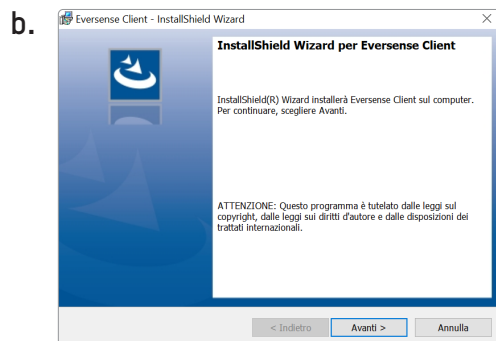 b.
Eversense Client - InstallShield Wizard
InstallShield Wizard per Eversense Client
InstallShield(R) Wizard installerà Eversense Client sul computer.
Per continuare, scegliere Avanti.
ATTENZIONE: Questo programma è tutelato dalle leggi sul
copyright, dalle leggi sui diritti d'autore e dalle disposizioni dei
trattati internazionali.
< Indietro
Avanti >
Annulla